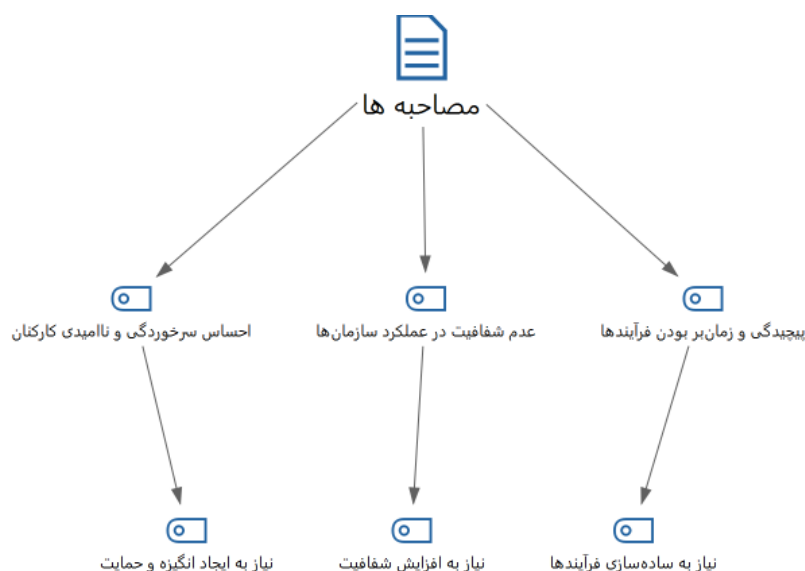 مصاحبه ها
پیچیدگی و زمان‌بر بودن فرآیندها
عدم شفافیت در عملکرد سازمان‌ها
احساس سرخوردگی و ناامیدی کارکنان
نیاز به ساده‌سازی فرآیندها
نیاز به افزایش شفافیت
نیاز به ایجاد انگیزه و حمایت